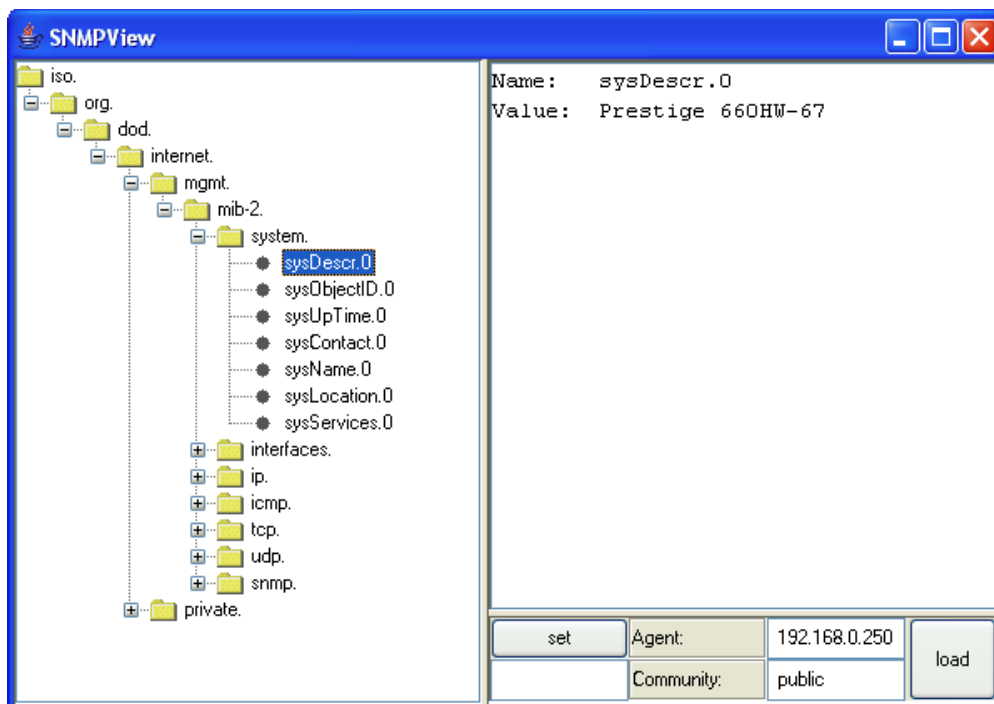 SNMPView
iso.
org.
dod.
internet.
mgmt.
mib-2.
system.
sysDescr.0
sysObjectID.0
sysUpTime.0
sysContact.0
sysName.0
sysLocation.0
sysServices.0
interfaces.
ip.
icmp.
tcp.
udp.
snmp.
private.
Name: sysDescr.0
Value: Prestige 660HW-67
set Agent: 192.168.0.250
load
Community: public